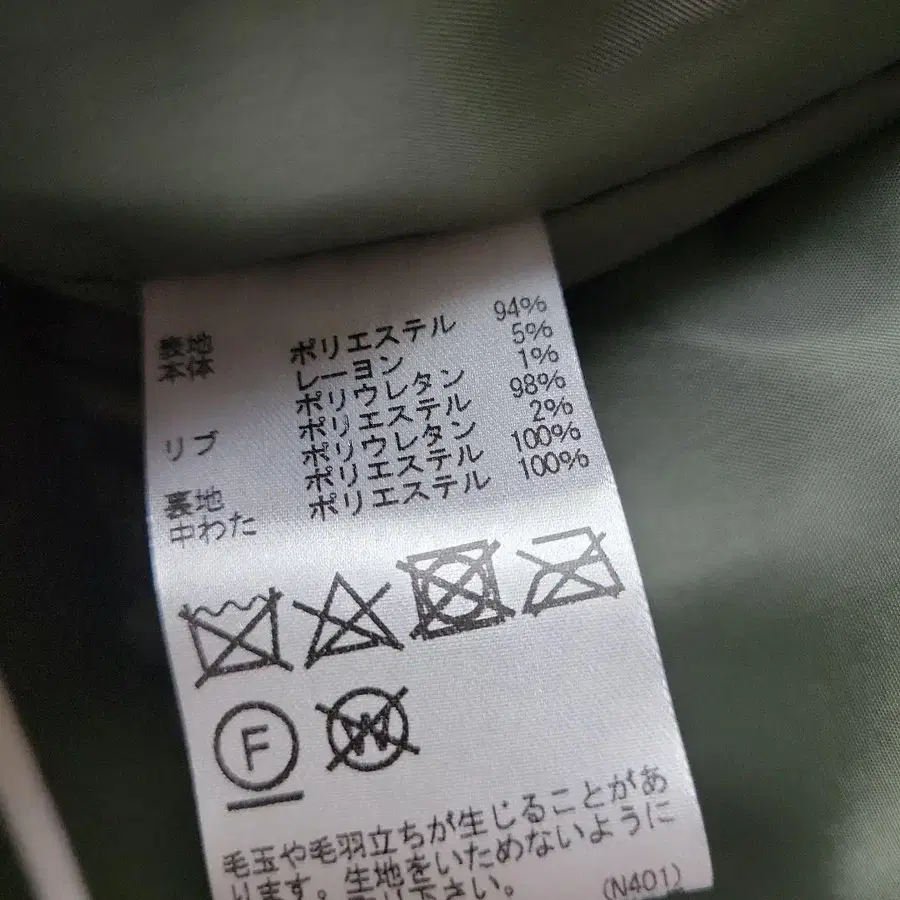 表地
本体 ポリエステル 94%
レーヨン 5%
ポリウレタン 1%
リブ ポリエステル 98%
ポリウレタン 2%
裏地 ポリエステル 100%
中わた ポリエステル 100%
F W
毛玉や毛羽立ちが生じることがあ
ります。生地をいためないように
下さい。 (N401)